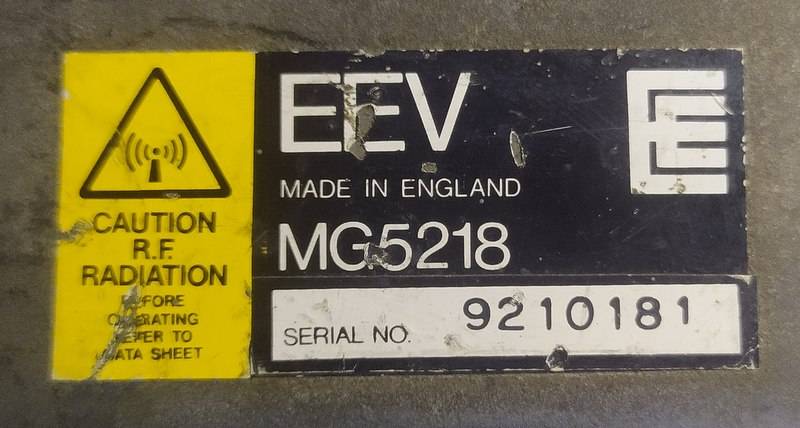 CAUTION
R.F.
RADIATION
BEFORE
OPERATING
REFER TO
DATA SHEET
EEV
MADE IN ENGLAND
MG5218
SERIAL NO. 9210181